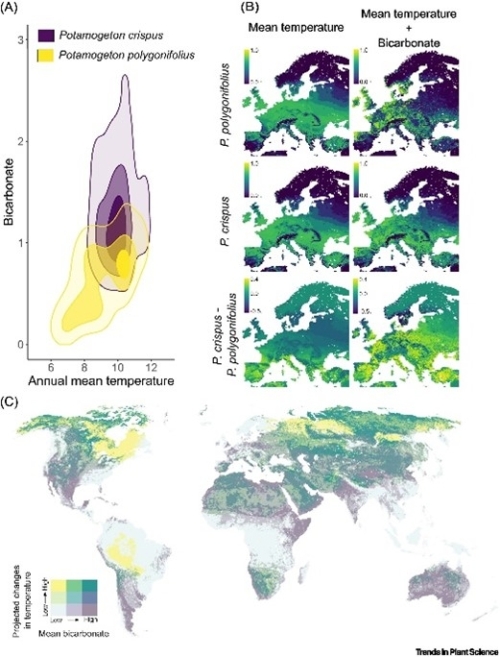 (A)
3
Potamogeton crispus
Potamogeton polygonifolius
2
Bicarbonate
1
0
6 8 10 12
Annual mean temperature
(B)
Mean temperature
Mean temperature
+
Bicarbonate
P. polygonifolius
P. crispus
P. crispus -
P. polygonifolius
(C)
Projected changes
in temperature
Low → High
Low → High
Mean bicarbonate
Trends in Plant Science